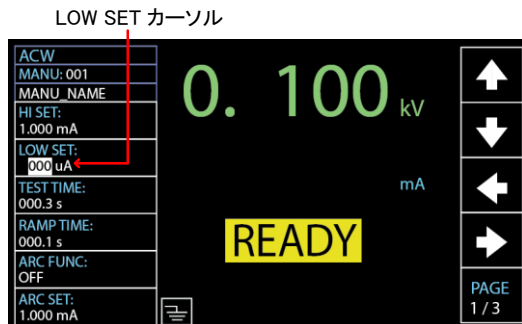 LOW SET カーソル
ACW
MANU: 001
MANU_NAME
HI SET:
1.000 mA
LOW SET:
000 uA
TEST TIME:
000.3 s
RAMP TIME:
000.1 s
ARC FUNC:
OFF
ARC SET:
1.000 mA
0. 100 kV
mA
READY
PAGE
1 / 3